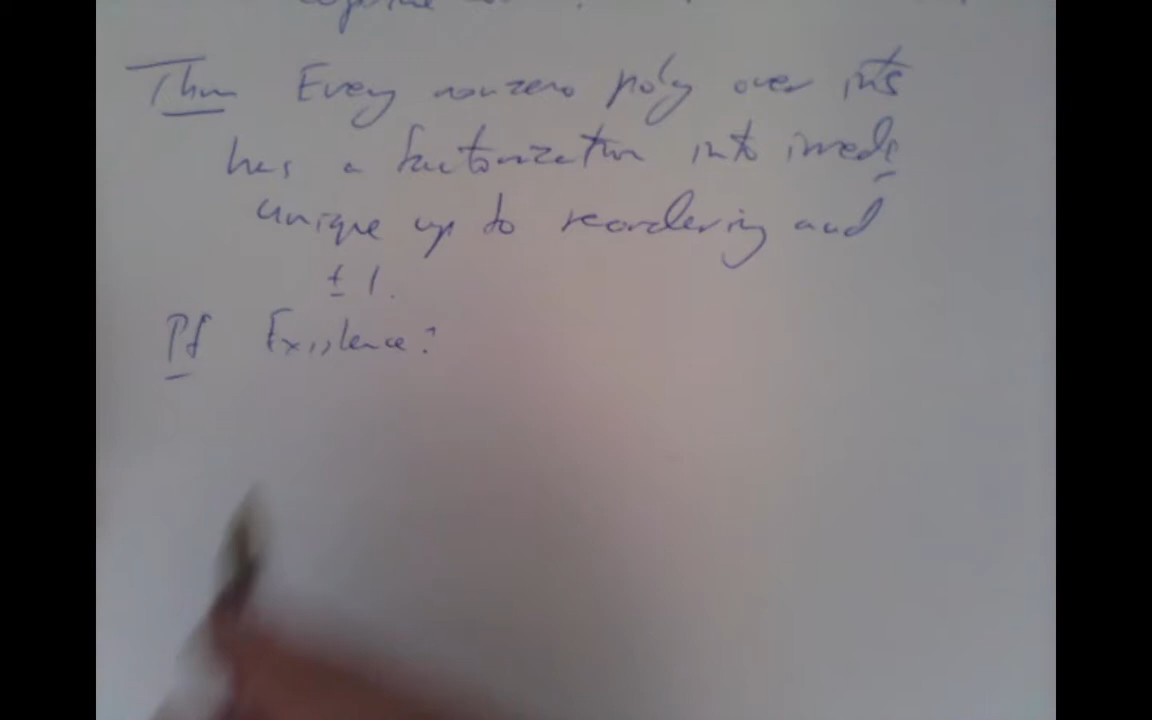 Thm Every nonzero poly over ints
has a factorization into irreds
unique up to reordering and
± 1.
Pf Existence: